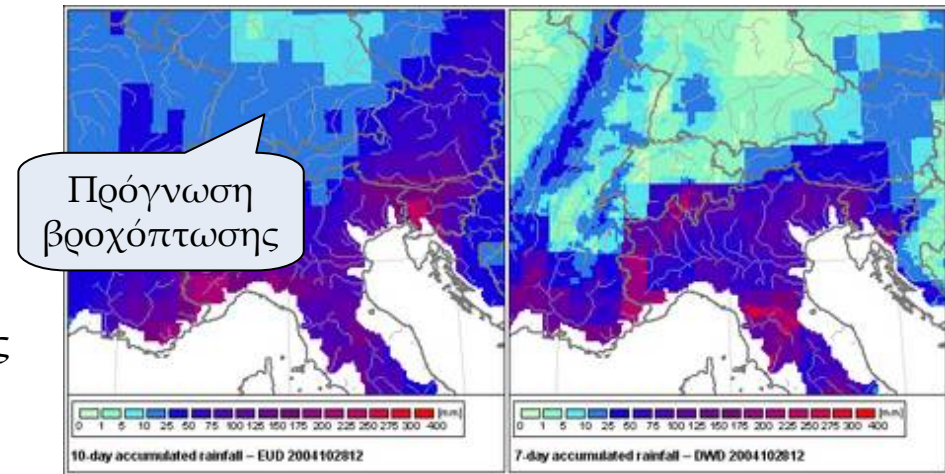 Πρόγνωση
βροχόπτωσης
ς
[mm]
0 1 5 10 25 50 75 100 125 150 200 225 250 275 300 400
10-day accumulated rainfall – EUD 2004102812
[mm]
0 1 5 10 25 50 75 100 125 150 200 225 250 275 300 400
7-day accumulated rainfall – DWD 2004102812